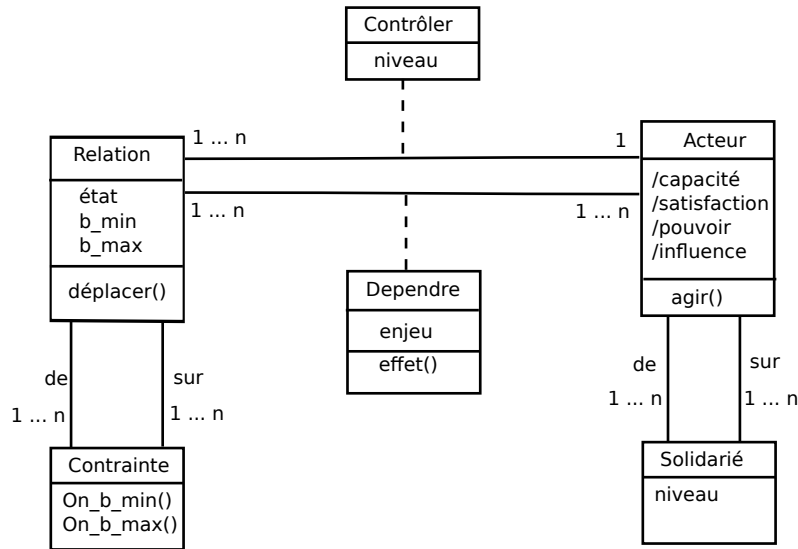 Contrôler
niveau
1 ... n
1
Relation
état
b_min
b_max
déplacer()
Acteur
/capacité
/satisfaction
/pouvoir
/influence
agir()
1 ... n
1 ... n
Dependre
enjeu
effet()
de
sur
1 ... n
1 ... n
de
sur
1 ... n
1 ... n
Contrainte
On_b_min()
On_b_max()
Solidarié
niveau